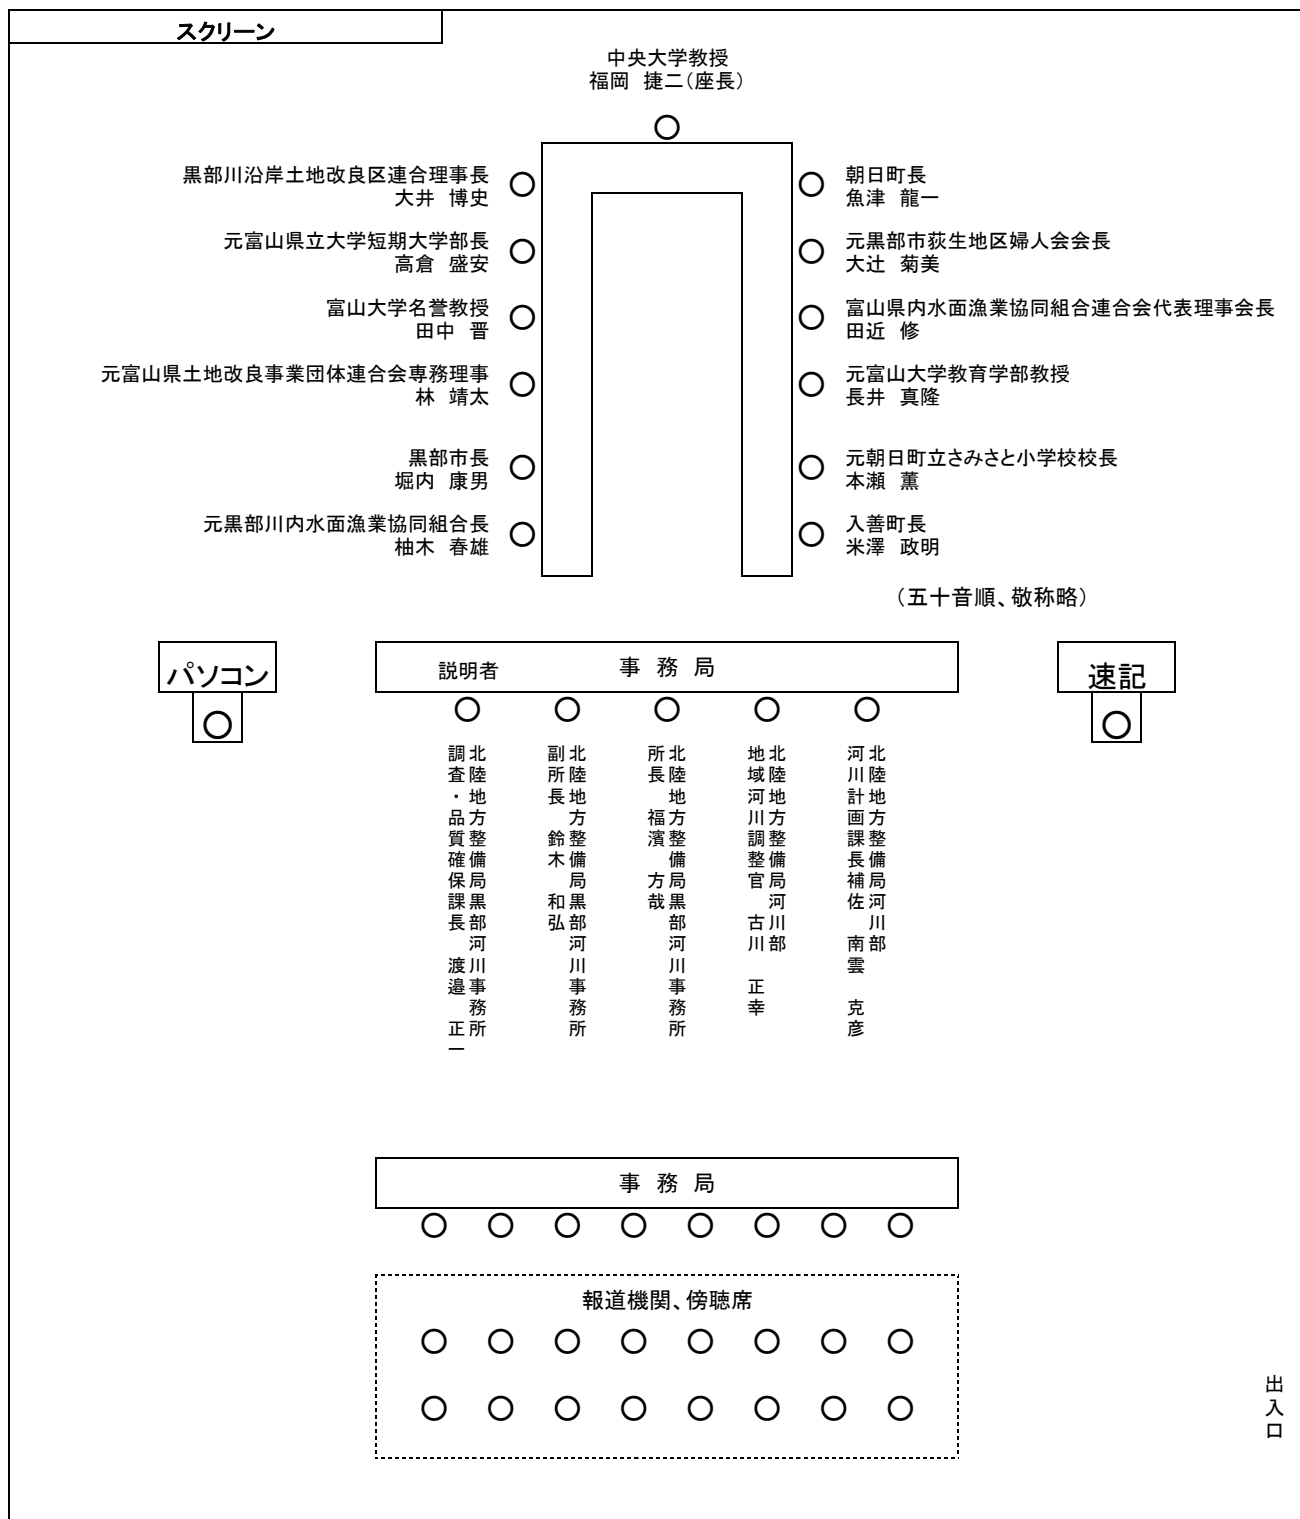 スクリーン
中央大学教授
福岡 捷二（座長）
黒部川沿岸土地改良区連合理事長
大井 博史
元富山県立大学短期大学部長
高倉 盛安
富山大学名誉教授
田中 晋
元富山県土地改良事業団体連合会専務理事
林 靖太
黒部市長
堀内 康男
元黒部川内水面漁業協同組合長
柚木 春雄
朝日町長
魚津 龍一
元黒部市荻生地区婦人会会長
大辻 菊美
富山県内水面漁業協同組合連合会代表理事会長
田近 修
元富山大学教育学部教授
長井 真隆
元朝日町立さみさと小学校校長
本瀬 薫
入善町長
米澤 政明
（五十音順、敬称略）
パソコン
説明者
事 務 局
速記
北陸地方整備局黒部河川事務所
調査・品質確保課長 渡邉 正一
北陸地方整備局黒部河川事務所
副所長 鈴木 和弘
北陸地方整備局黒部河川事務所
所長 福濱 方哉
北陸地方整備局河川部
地域河川調整官 古川 正幸
北陸地方整備局河川部
河川計画課長補佐 南雲 克彦
事 務 局
報道機関、傍聴席
出入口